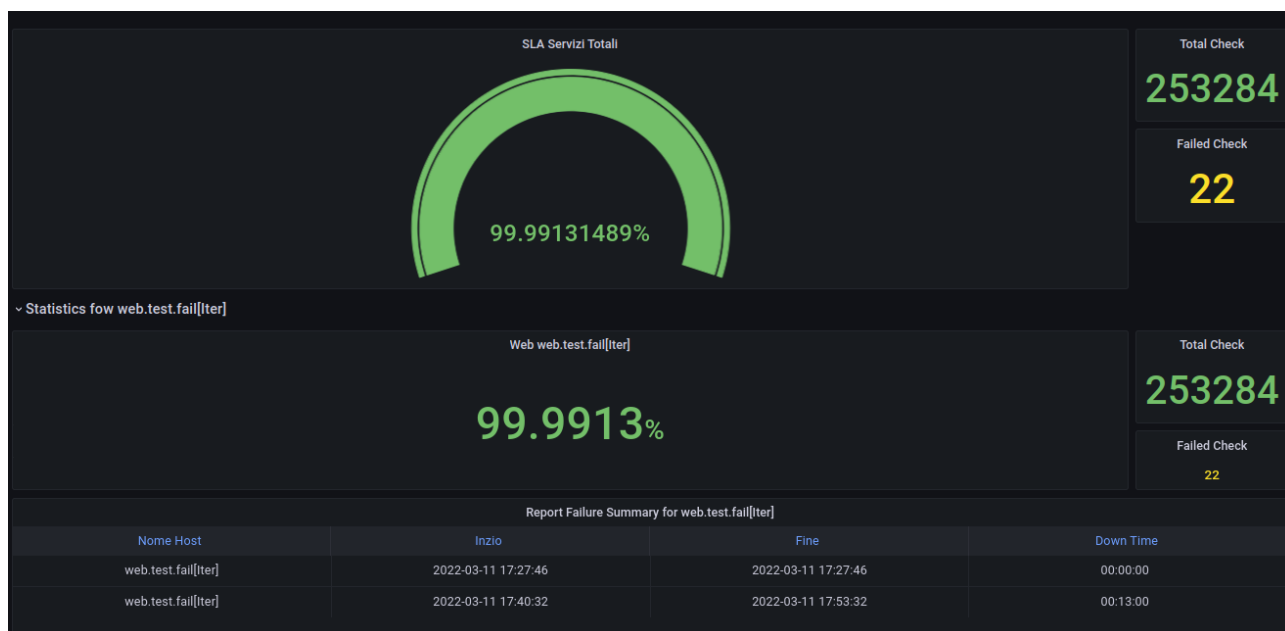 SLA Servizi Totali
Total Check
253284
Failed Check
22
99.99131489%
Statistics fow web.test.fail[Iter]
Web web.test.fail[Iter]
Total Check
253284
99.9913%
Failed Check
22
Report Failure Summary for web.test.fail[Iter]
Nome Host Inzio Fine Down Time
web.test.fail[Iter] 2022-03-11 17:27:46 2022-03-11 17:27:46 00:00:00
web.test.fail[Iter] 2022-03-11 17:40:32 2022-03-11 17:53:32 00:13:00